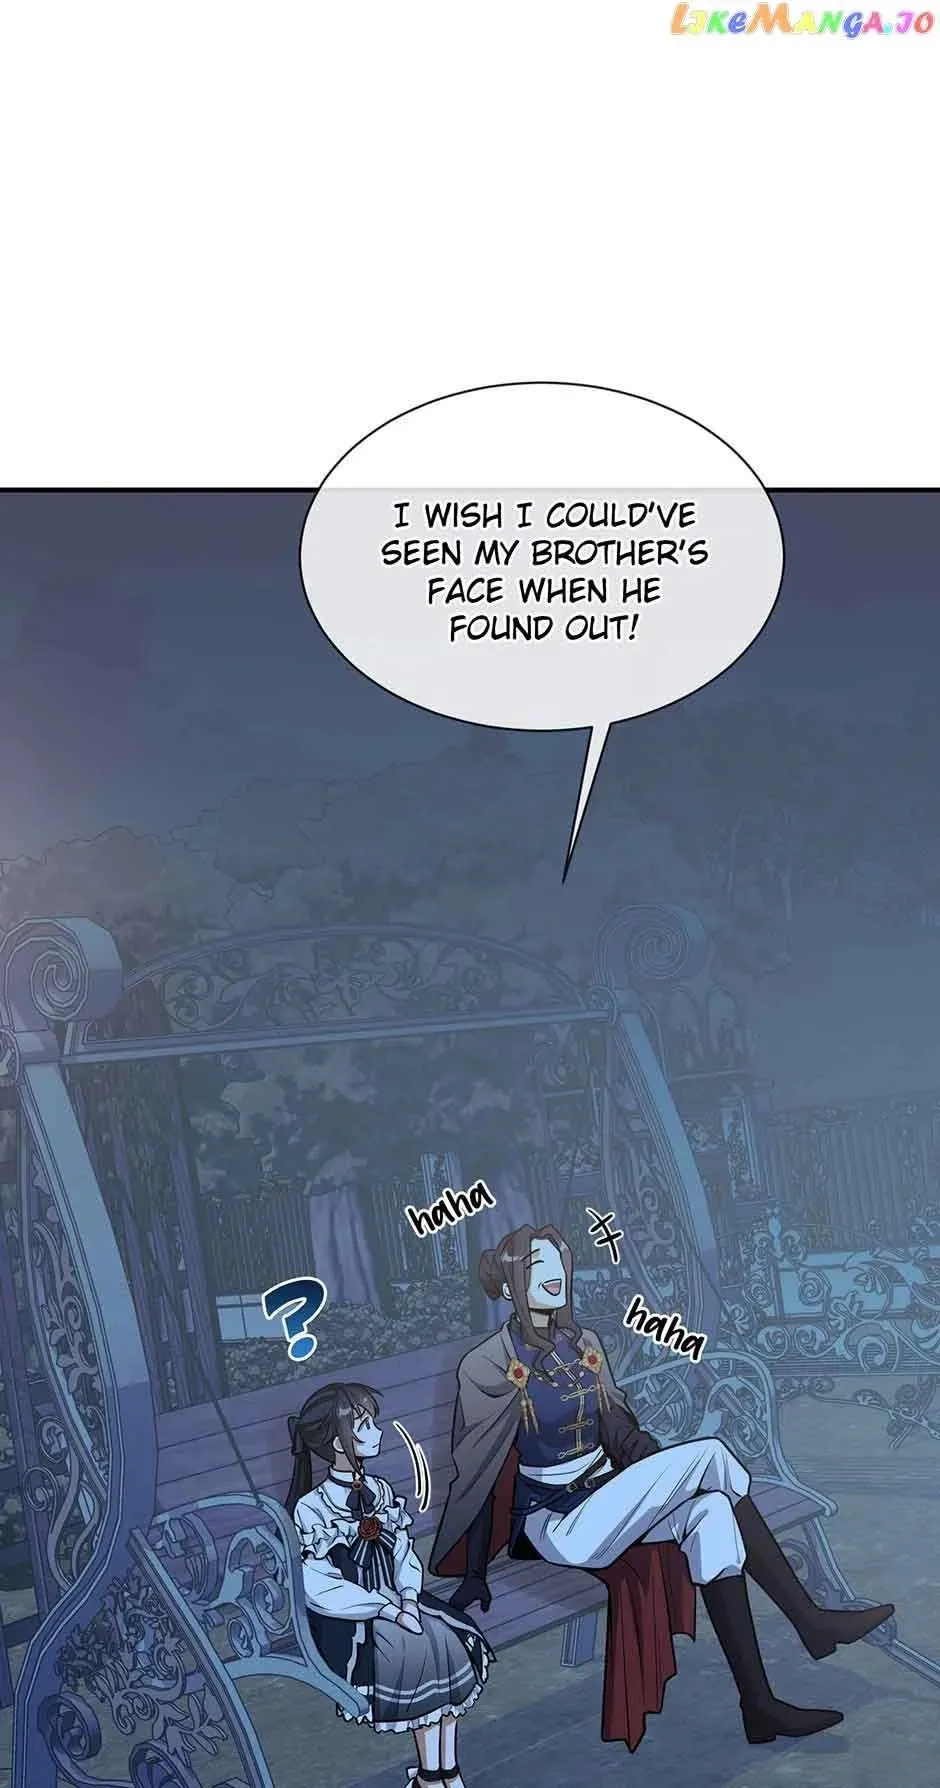 LIKEMANGA.IO
I WISH I COULD'VE
SEEN MY BROTHER'S
FACE WHEN HE
FOUND OUT!
haha
?
haha